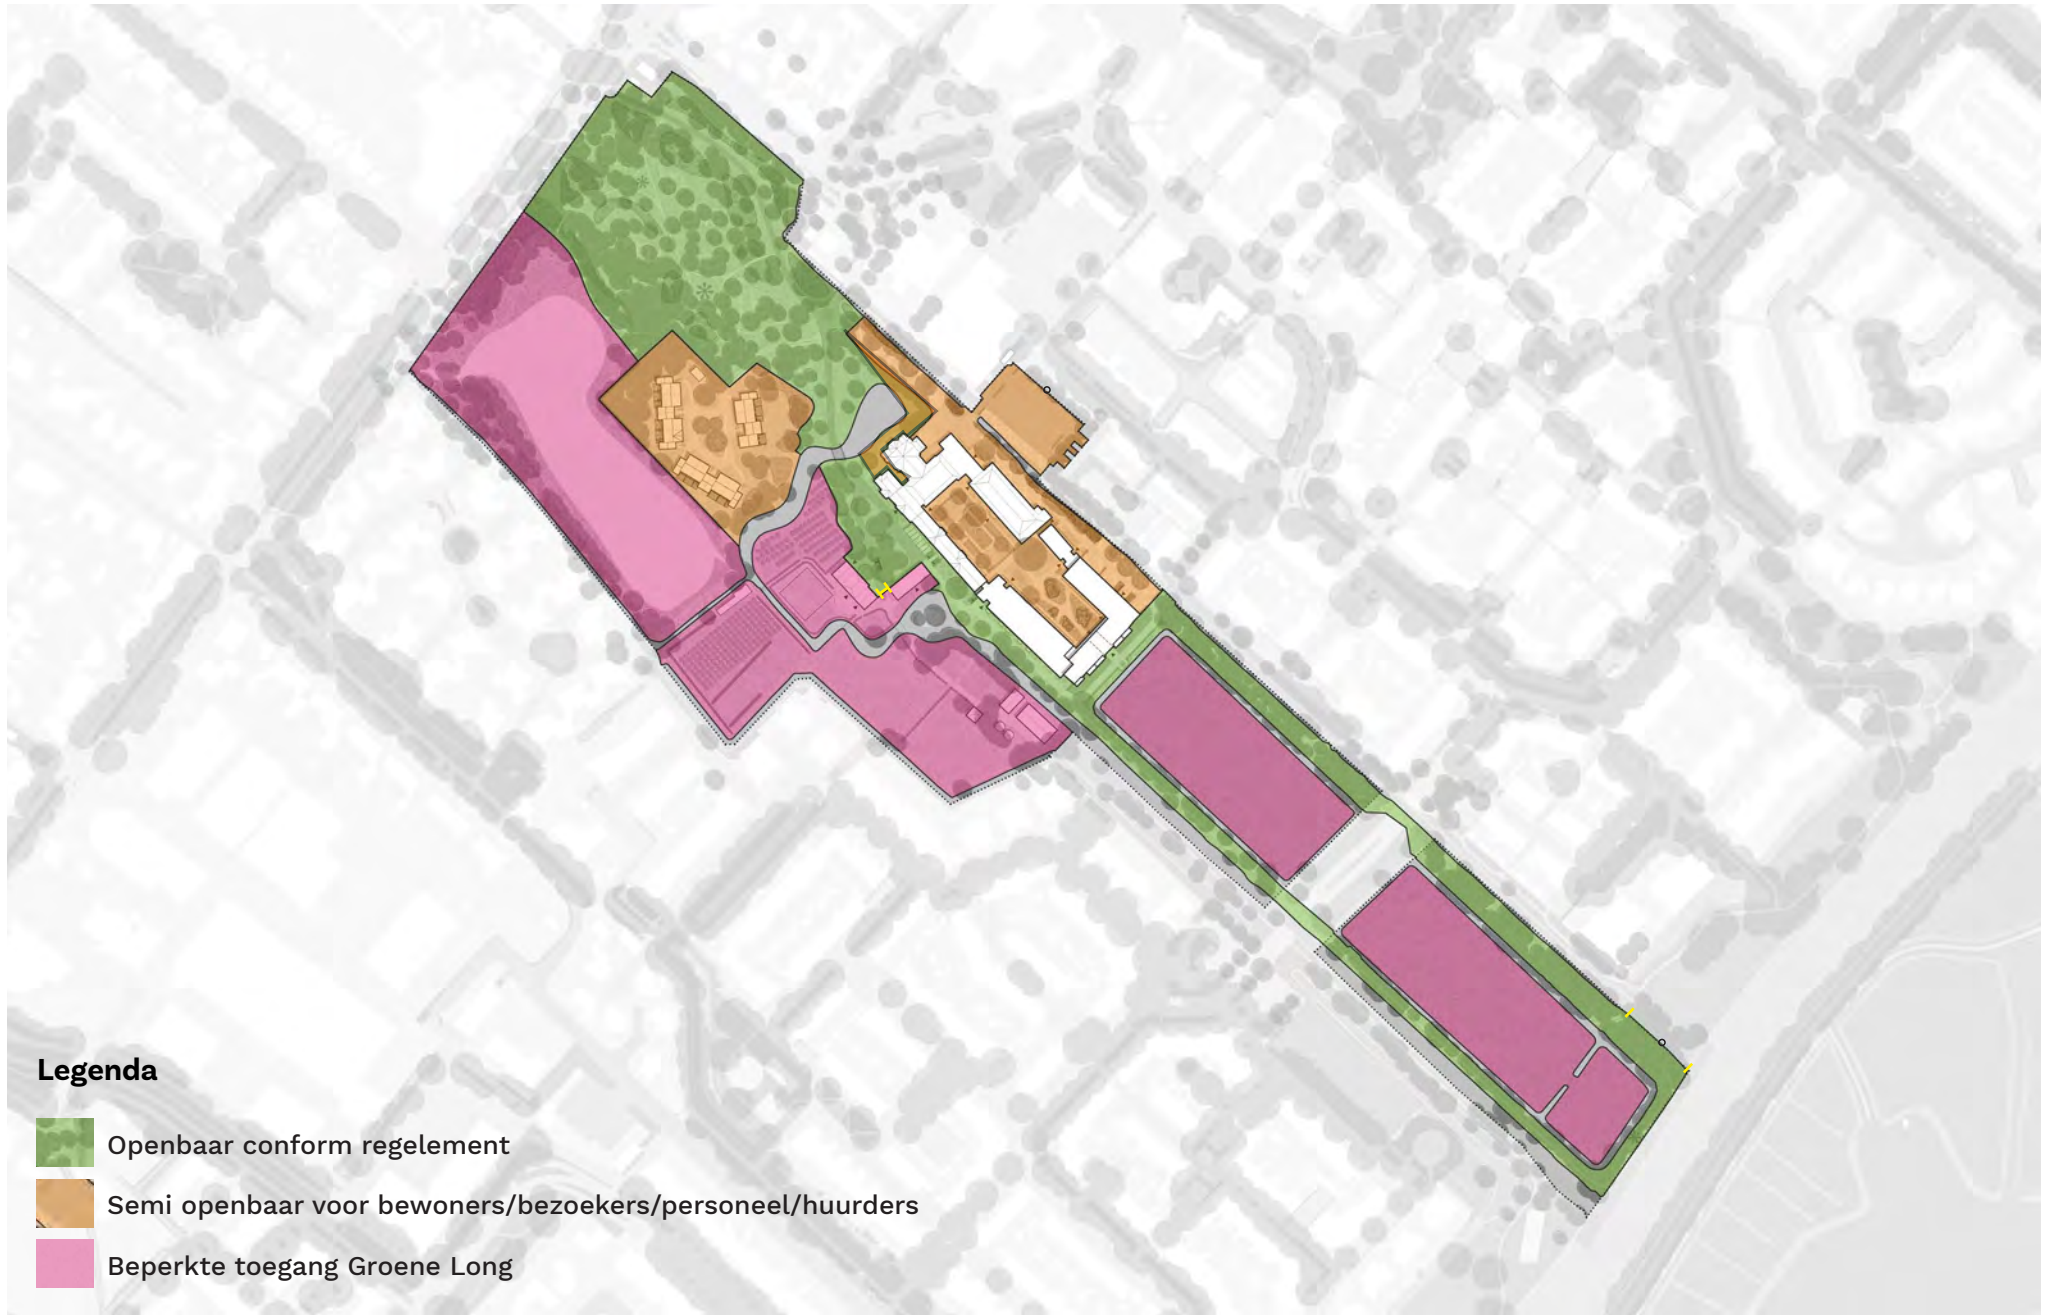 Legenda
Openbaar conform regelement
Semi openbaar voor bewoners/bezoekers/personeel/huurders
Beperkte toegang Groene Long